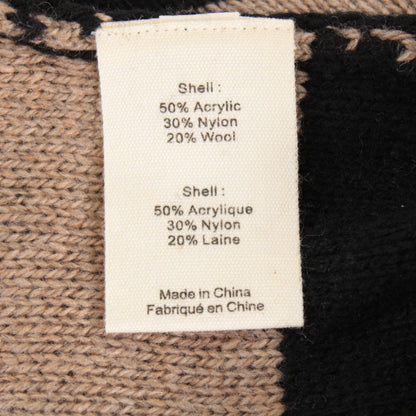 Shell :
50% Acrylic
30% Nylon
20% Wool
Shell :
50% Acrylique
30% Nylon
20% Laine
Made in China
Fabriqué en Chine